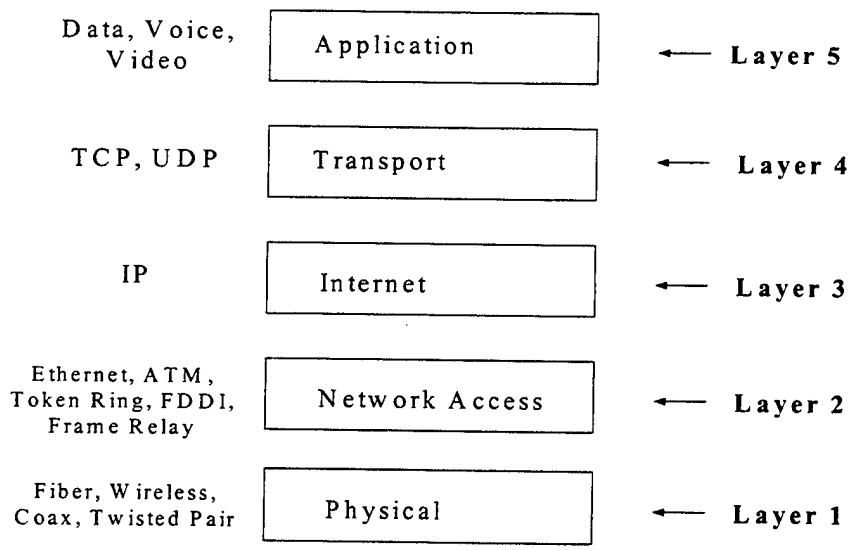 Data, Voice,
Video
Application
Layer 5
TCP, UDP
Transport
Layer 4
IP
Internet
Layer 3
Ethernet, ATM,
Token Ring, FDDI,
Frame Relay
Network Access
Layer 2
Fiber, Wireless,
Coax, Twisted Pair
Physical
Layer 1